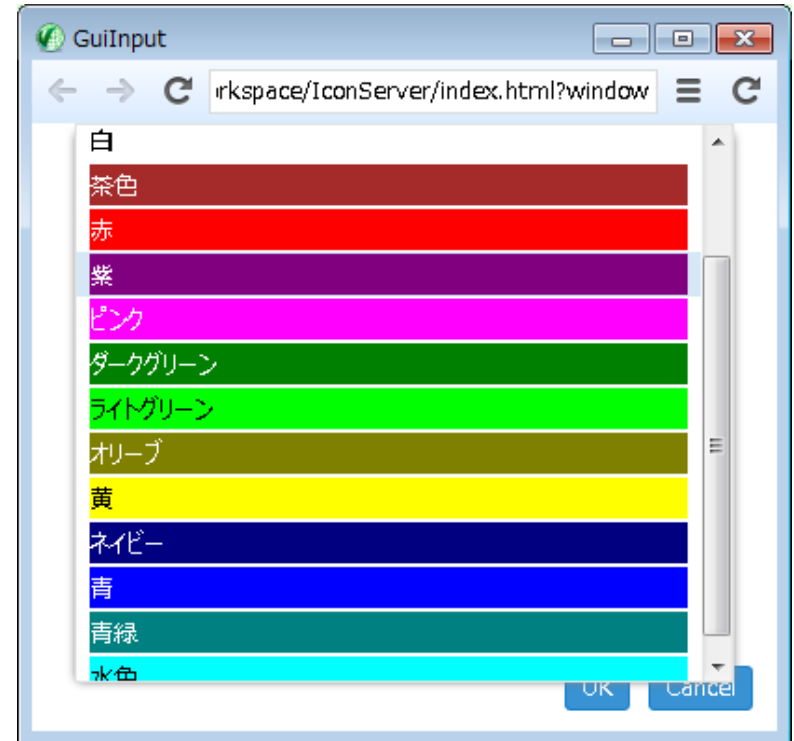 GuiInput
rkspace/IconServer/index.html?window
白
茶色
赤
紫
ピンク
ダークグリーン
ライトグリーン
オリーブ
黄
ネイビー
青
青緑
水色
OK Cancel